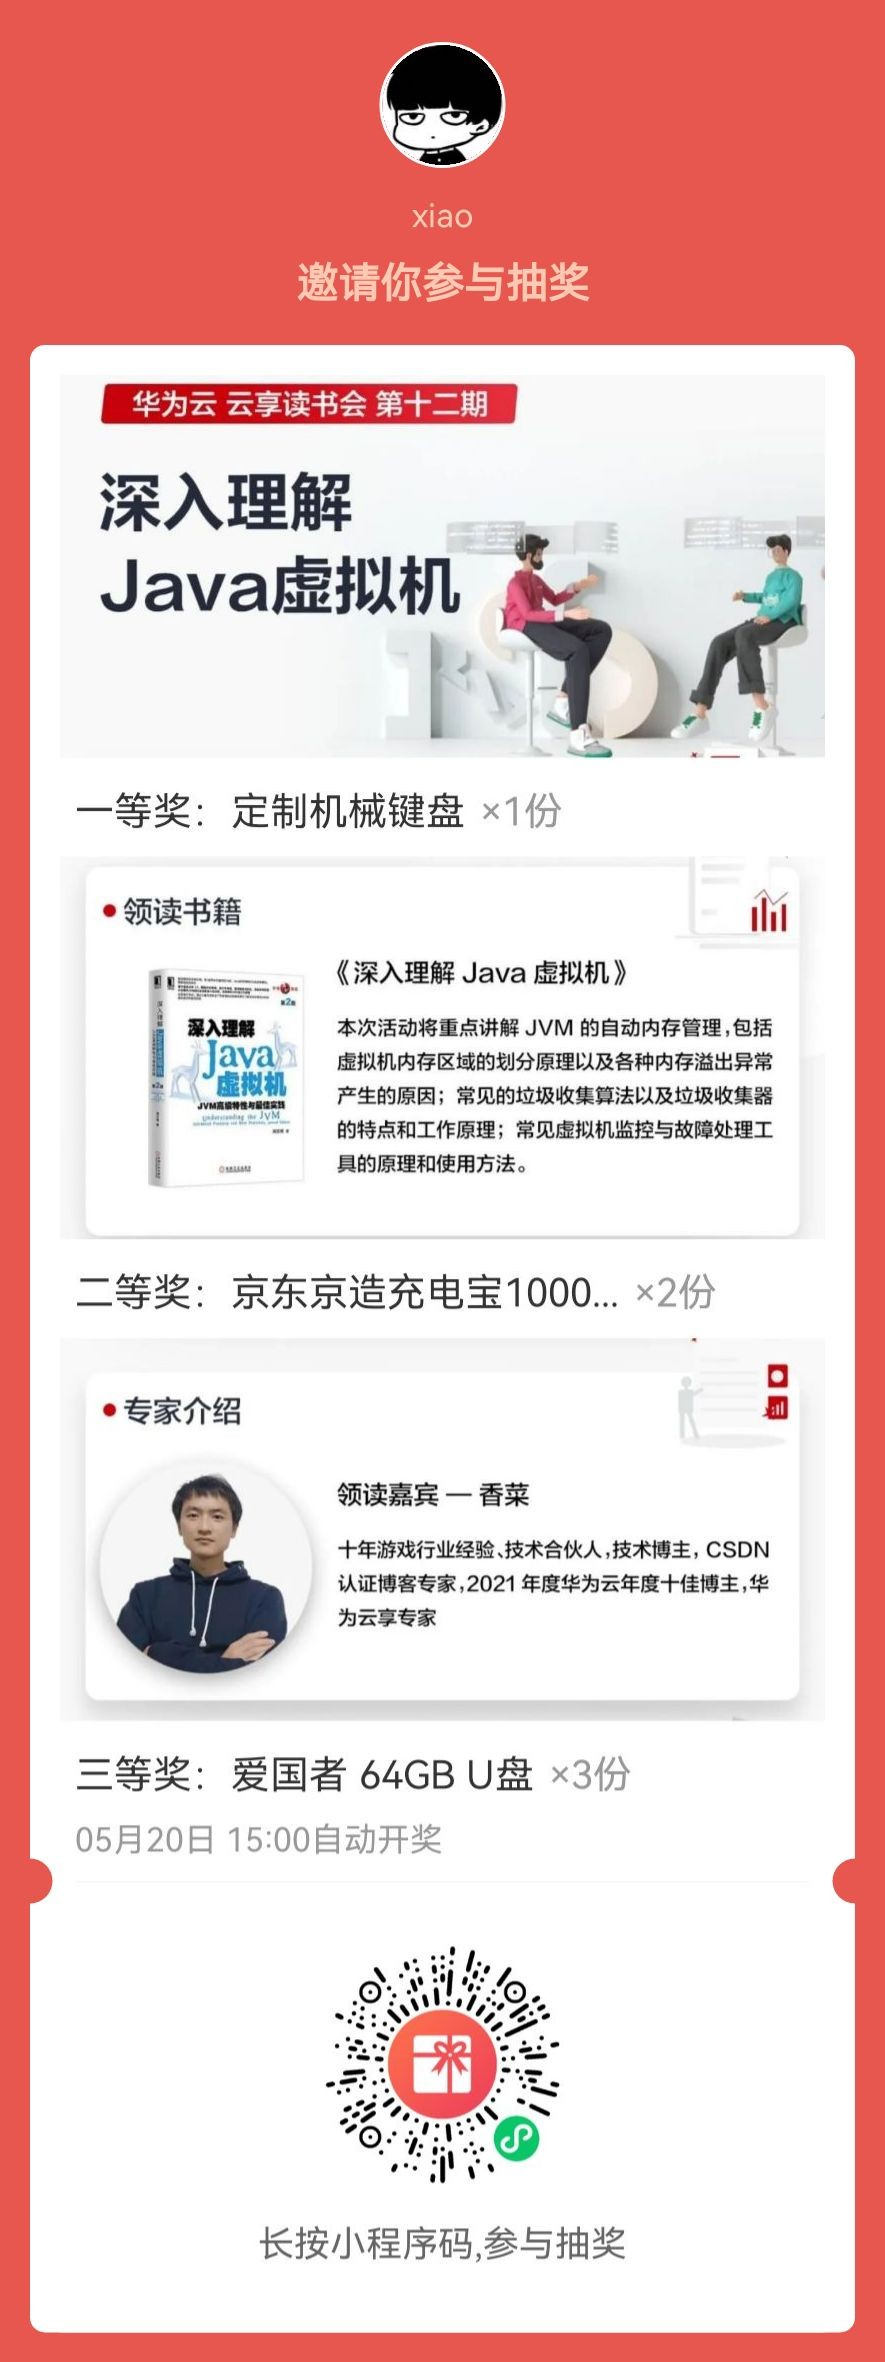 xiao
邀请你参与抽奖
华为云 云享读书会 第十二期
深入理解
Java虚拟机
一等奖：定制机械键盘 ×1份
领读书籍
《深入理解 Java 虚拟机》
本次活动将重点讲解 JVM 的自动内存管理,包括
虚拟机内存区域的划分原理以及各种内存溢出异常
产生的原因；常见的垃圾收集算法以及垃圾收集器
的特点和工作原理；常见虚拟机监控与故障处理工
具的原理和使用方法。
第2版
深入理解
Java
虚拟机
JVM高级特性与最佳实践
Understanding the JVM
二等奖：京东京造充电宝1000... ×2份
专家介绍
领读嘉宾 — 香菜
十年游戏行业经验、技术合伙人,技术博主, CSDN
认证博客专家,2021 年度华为云年度十佳博主,华
为云享专家
三等奖：爱国者 64GB U盘 ×3份
05月20日 15:00自动开奖
长按小程序码,参与抽奖